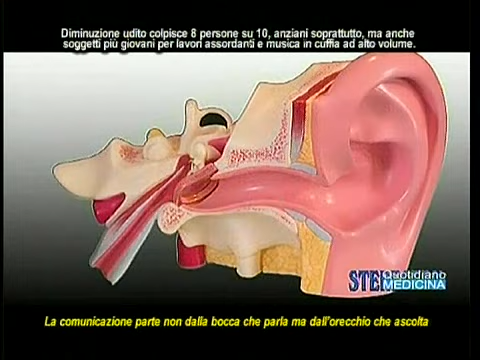 Diminuzione udito colpisce 8 persone su 10, anziani soprattutto, ma anche
soggetti più giovani per lavori assordanti e musica in cuffia ad alto volume.
Quotidiano
MEDICINA
La comunicazione parte non dalla bocca che parla ma dall'orecchio che ascolta